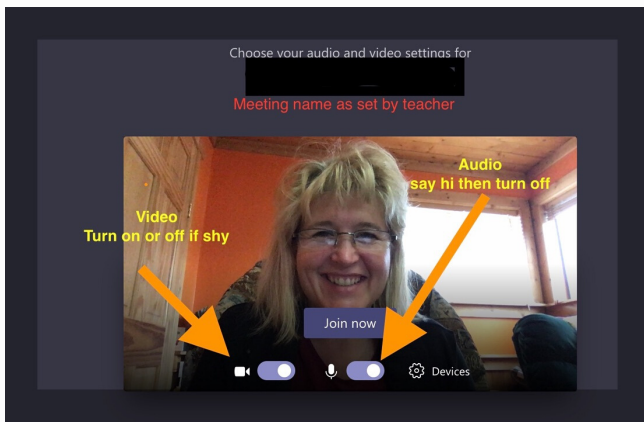 Choose your audio and video settings for
Meeting name as set by teacher
Audio
say hi then turn off
Video
Turn on or off if shy
Join now
Devices